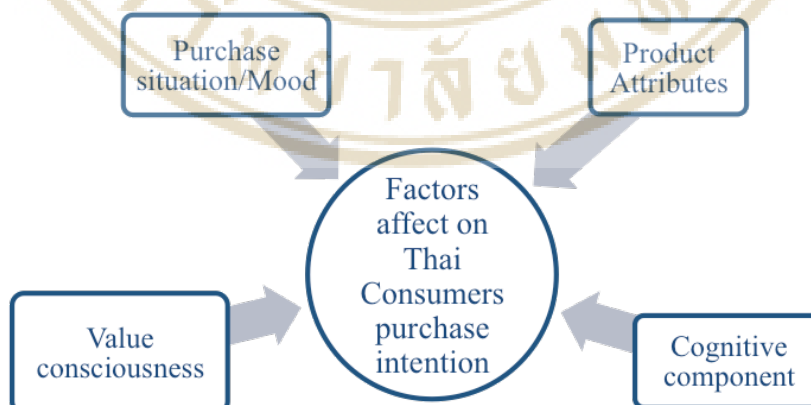 Purchase
situation/Mood
Product
Attributes
Factors
affect on
Thai
Consumers
purchase
intention
Value
consciousness
Cognitive
component